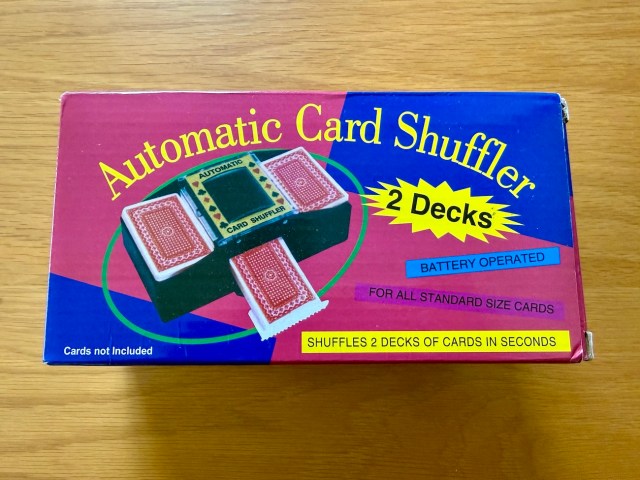 Automatic Card Shuffler
AUTOMATIC
CARD SHUFFLER
2 Decks
BATTERY OPERATED
FOR ALL STANDARD SIZE CARDS
SHUFFLES 2 DECKS OF CARDS IN SECONDS
Cards not Included